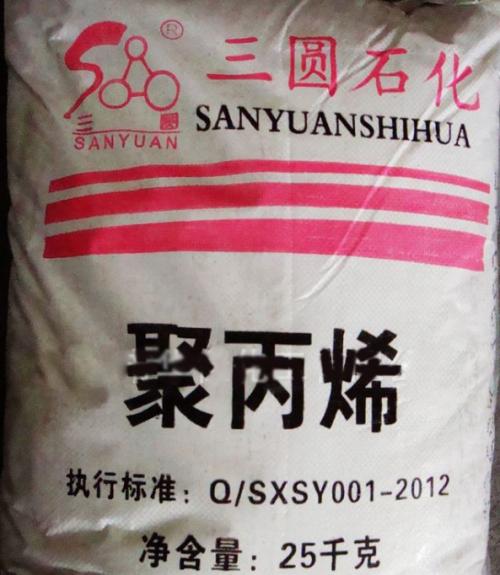 ®
三圆石化
三 圆
SANYUAN
SANYUANSHIHUA
聚丙烯
执行标准：Q/SXSY001-2012
净含量：25千克